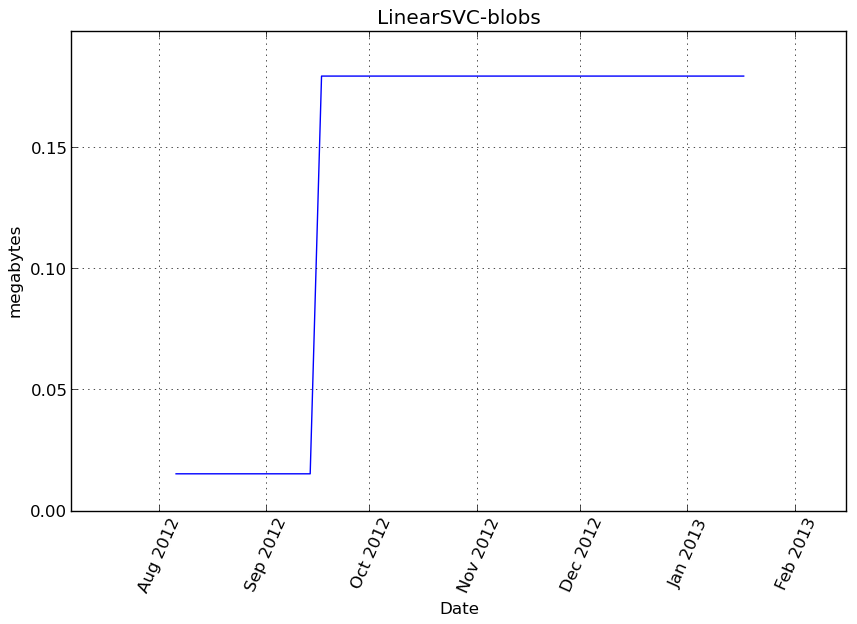 LinearSVC-blobs
megabytes
0.15
0.10
0.05
0.00
Aug 2012
Sep 2012
Oct 2012
Nov 2012
Dec 2012
Jan 2013
Feb 2013
Date